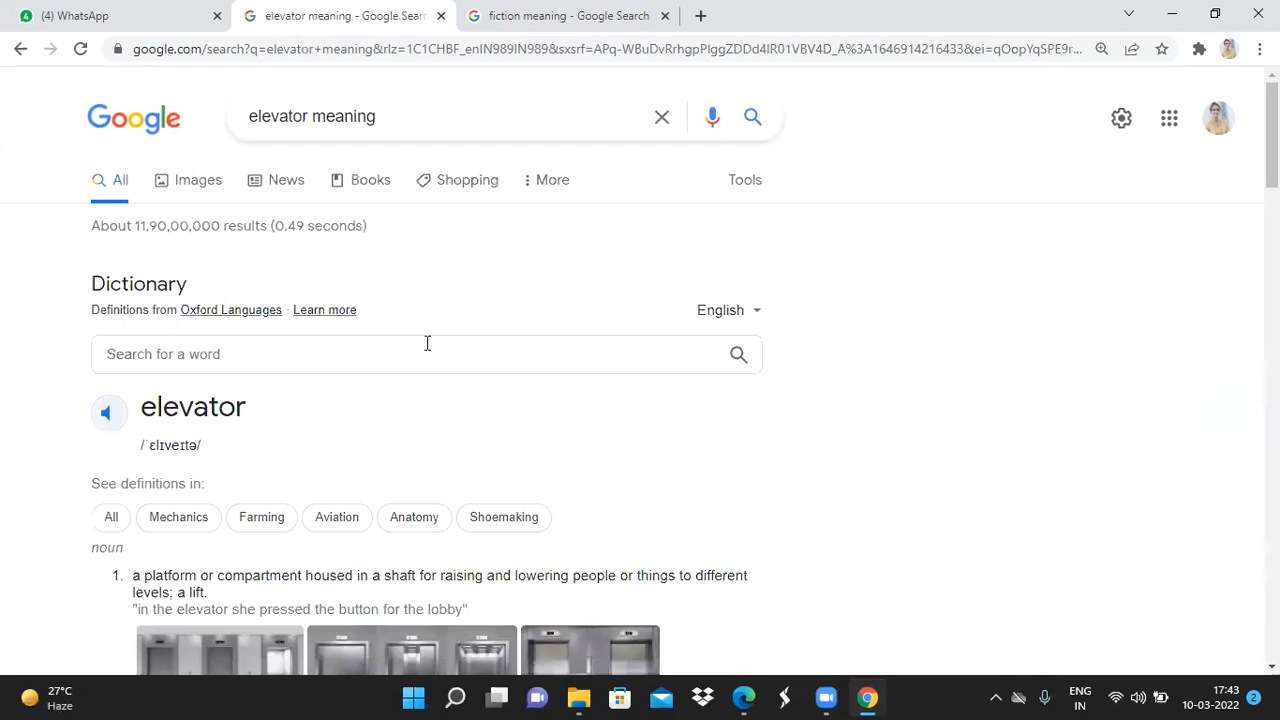 (4) WhatsApp
elevator meaning - Google Sear
fiction meaning - Google Search
google.com/search?q=elevator+meaning&rlz=1C1CHBF_enIN989IN989&sxsrf=APq-WBuDvRrhgpPlggZDDd4lR01VBV4D_A%3A1646914216433&ei=qOopYqSPE9r...
Google
elevator meaning
All
Images
News
Books
Shopping
More
Tools
About 11,90,00,000 results (0.49 seconds)
Dictionary
Definitions from Oxford Languages · Learn more
English
Search for a word
elevator
/ˈɛlɪveɪtə/
See definitions in:
All
Mechanics
Farming
Aviation
Anatomy
Shoemaking
noun
1. a platform or compartment housed in a shaft for raising and lowering people or things to different
levels; a lift.
"in the elevator she pressed the button for the lobby"
27°C
Haze
ENG
IN
17:43
10-03-2022
2